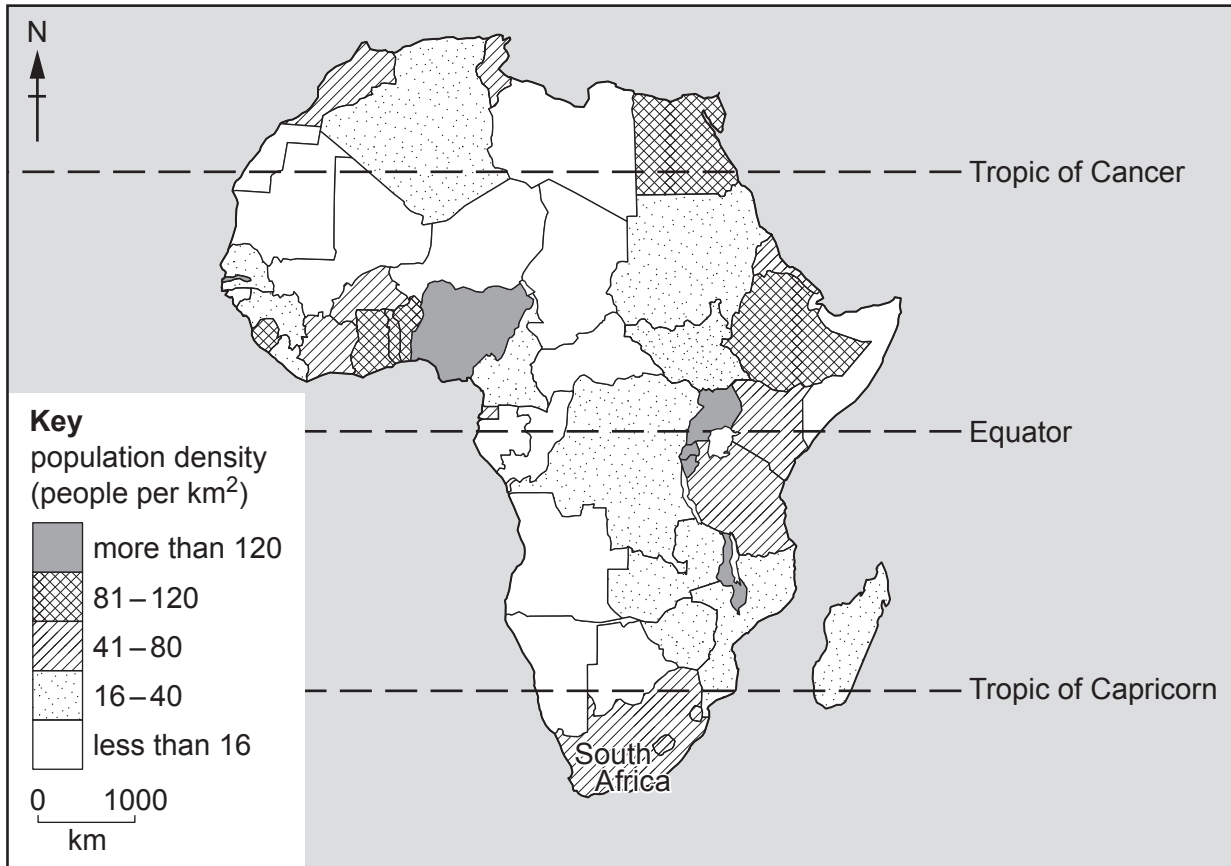 N
Tropic of Cancer
Equator
Tropic of Capricorn
South
Africa
Key
population density
(people per km²)
more than 120
81–120
41–80
16–40
less than 16
0 1000
km